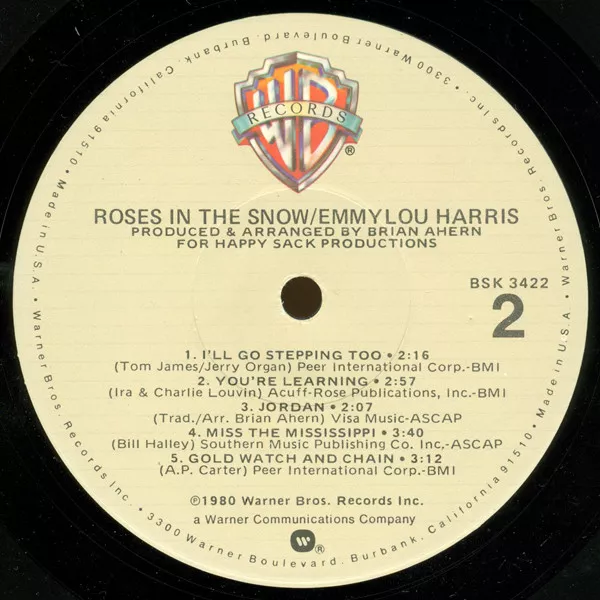 Warner Bros. Records Inc. • 3300 Warner Boulevard, Burbank, California 91510 • Made in U.S.A. • Warner Bros. Records Inc. • 3300 Warner Boulevard, Burbank, California 91510 • Made in U.S.A. •
WB
RECORDS
®
ROSES IN THE SNOW/EMMYLOU HARRIS
PRODUCED & ARRANGED BY BRIAN AHERN
FOR HAPPY SACK PRODUCTIONS
BSK 3422
2
1. I'LL GO STEPPING TOO • 2:16
(Tom James/Jerry Organ) Peer International Corp.-BMI
2. YOU'RE LEARNING • 2:57
(Ira & Charlie Louvin) Acuff-Rose Publications, Inc.-BMI
3. JORDAN • 2:07
(Trad./Arr. Brian Ahern) Visa Music-ASCAP
4. MISS THE MISSISSIPPI • 3:40
(Bill Halley) Southern Music Publishing Co. Inc,-ASCAP
5. GOLD WATCH AND CHAIN • 3:12
(A.P. Carter) Peer International Corp.-BMI
℗1980 Warner Bros. Records Inc.
a Warner Communications Company
®